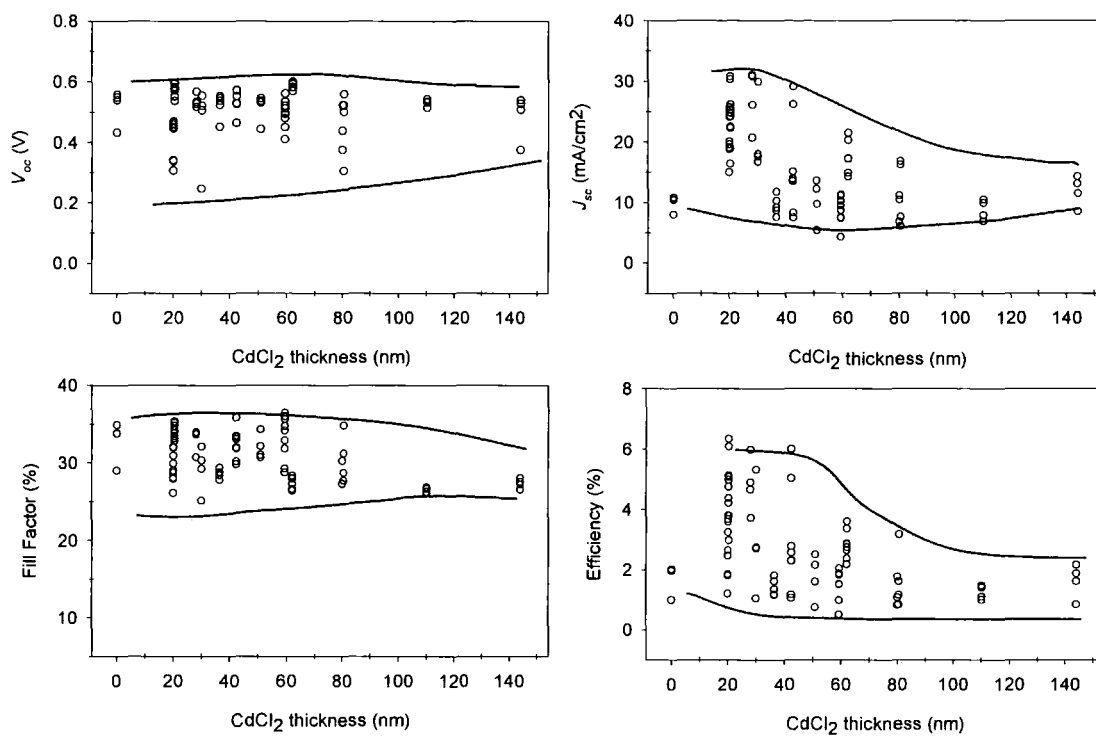 0.8
0.6
0.4
0.2
0.0
V_oc (V)
0 20 40 60 80 100 120 140
CdCl₂ thickness (nm)
40
30
20
10
0
J_sc (mA/cm²)
0 20 40 60 80 100 120 140
CdCl₂ thickness (nm)
40
30
20
10
Fill Factor (%)
0 20 40 60 80 100 120 140
CdCl₂ thickness (nm)
8
6
4
2
0
Efficiency (%)
0 20 40 60 80 100 120 140
CdCl₂ thickness (nm)